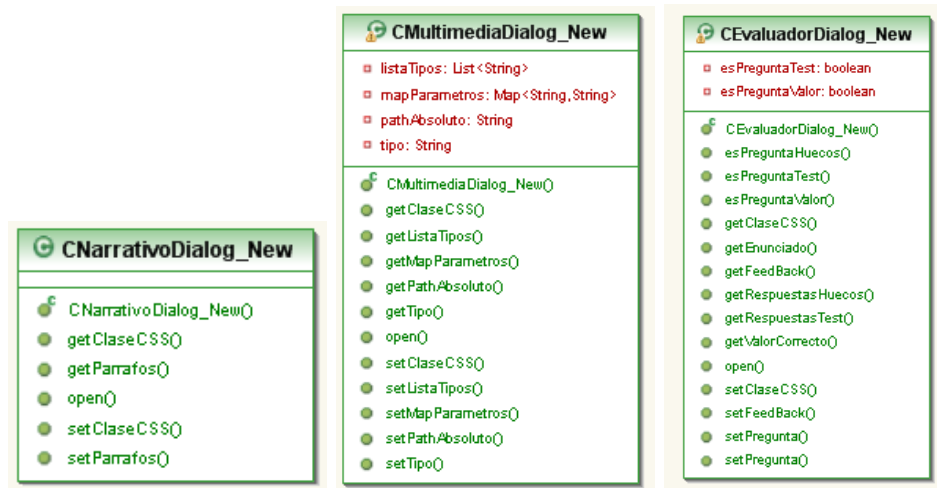 CNarrativoDialog_New
CNarrativoDialog_New()
getClaseCSS()
getParrafos()
open()
setClaseCSS()
setParrafos()
CMultimediaDialog_New
listaTipos: List<String>
mapParametros: Map<String,String>
pathAbsoluto: String
tipo: String
CMultimediaDialog_New()
getClaseCSS()
getListaTipos()
getMapParametros()
getPathAbsoluto()
getTipo()
open()
setClaseCSS()
setListaTipos()
setMapParametros()
setPathAbsoluto()
setTipo()
CEvaluadorDialog_New
esPreguntaTest: boolean
esPreguntaValor: boolean
CEvaluadorDialog_New()
esPreguntaHuecos()
esPreguntaTest()
esPreguntaValor()
getClaseCSS()
getEnunciado()
getFeedBack()
getRespuestasHuecos()
getRespuestasTest()
getValorCorrecto()
open()
setClaseCSS()
setFeedBack()
setPregunta()
setPregunta()